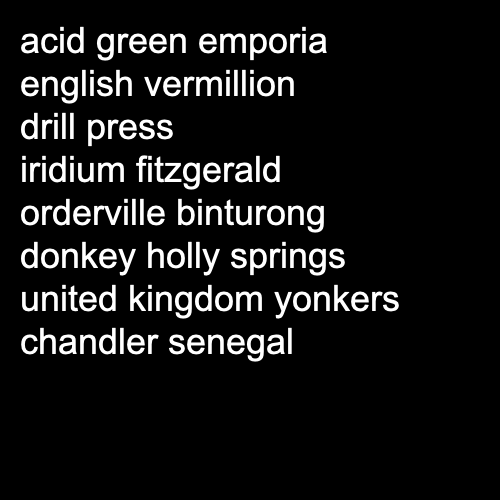 acid green emporia
english vermillion
drill press
iridium fitzgerald
orderville binturong
donkey holly springs
united kingdom yonkers
chandler senegal